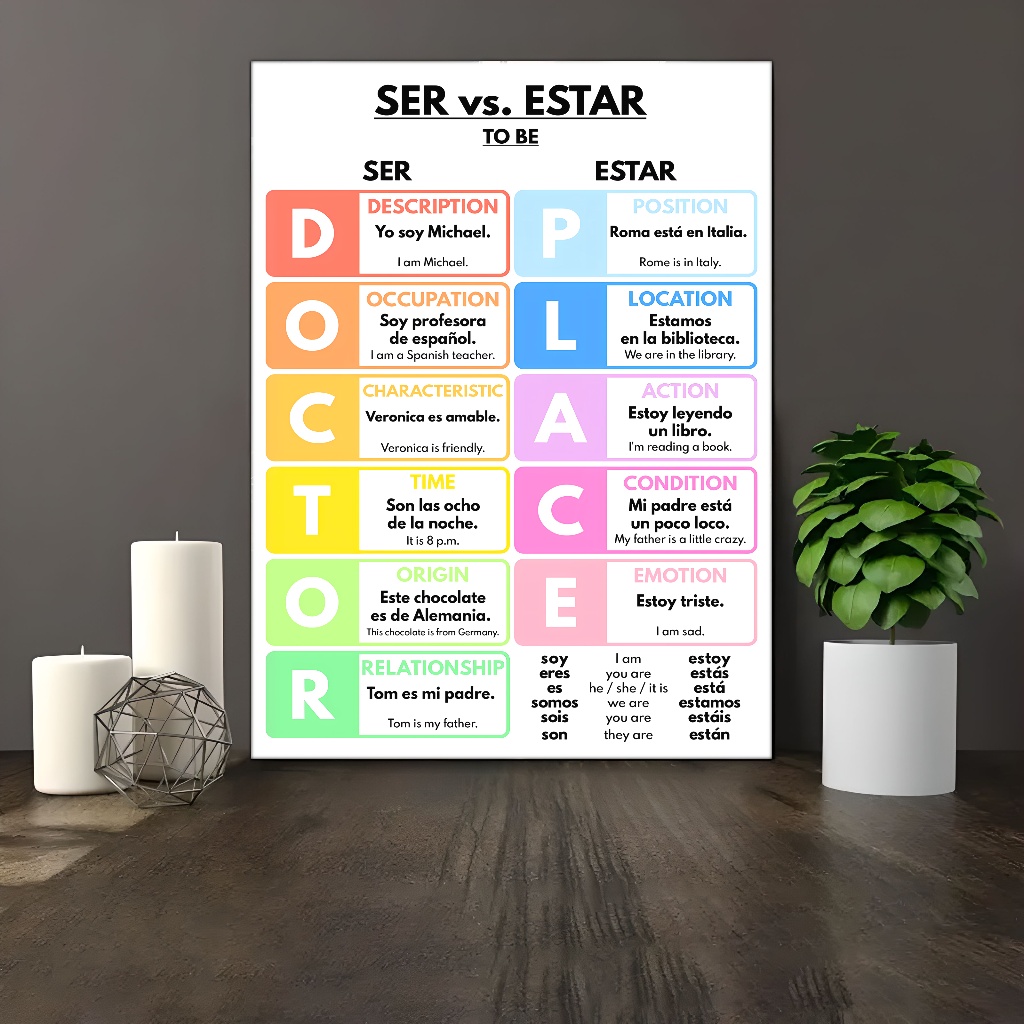 SER vs. ESTAR
TO BE
SER
D
DESCRIPTION
Yo soy Michael.
I am Michael.
O
OCCUPATION
Soy profesora
de español.
I am a Spanish teacher.
C
CHARACTERISTIC
Veronica es amable.
Veronica is friendly.
T
TIME
Son las ocho
de la noche.
It is 8 p.m.
O
ORIGIN
Este chocolate
es de Alemania.
This chocolate is from Germany.
R
RELATIONSHIP
Tom es mi padre.
Tom is my father.
ESTAR
P
POSITION
Roma está en Italia.
Rome is in Italy.
L
LOCATION
Estamos
en la biblioteca.
We are in the library.
A
ACTION
Estoy leyendo
un libro.
I'm reading a book.
C
CONDITION
Mi padre está
un poco loco.
My father is a little crazy.
E
EMOTION
Estoy triste.
I am sad.
soy I am estoy
eres you are estás
es he / she / it is está
somos we are estamos
sois you are estáis
son they are están